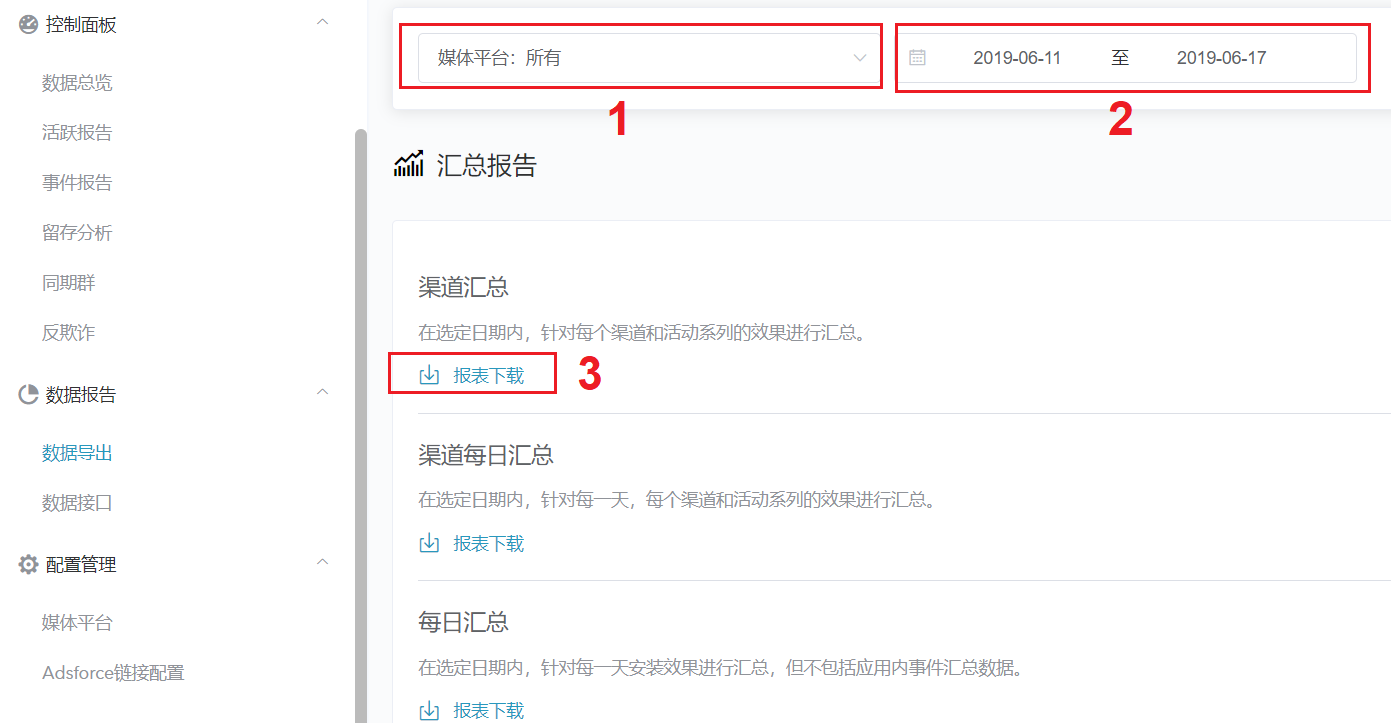 控制面板
数据总览
活跃报告
事件报告
留存分析
同期群
反欺诈
数据报告
数据导出
数据接口
配置管理
媒体平台
Adsforce链接配置
媒体平台：所有
2019-06-11 至 2019-06-17
1
2
汇总报告
渠道汇总
在选定日期内，针对每个渠道和活动系列的效果进行汇总。
报表下载
3
渠道每日汇总
在选定日期内，针对每一天，每个渠道和活动系列的效果进行汇总。
报表下载
每日汇总
在选定日期内，针对每一天安装效果进行汇总，但不包括应用内事件汇总数据。
报表下载